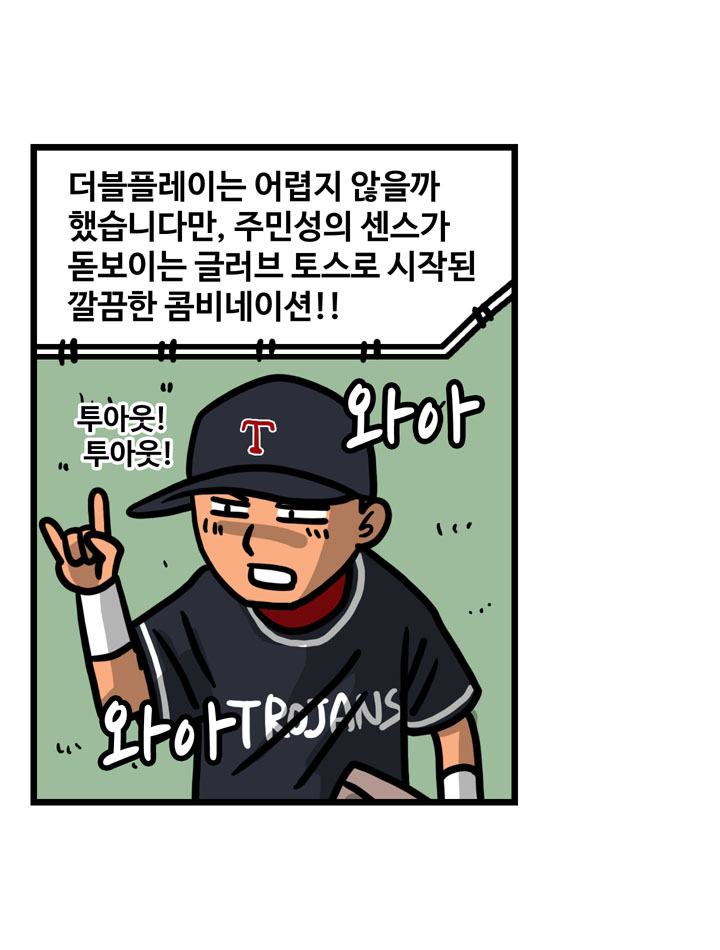 더블플레이는 어렵지 않을까
했습니다만, 주민성의 센스가
돋보이는 글러브 토스로 시작된
깔끔한 콤비네이션!!
와아
투아웃!
투아웃!
T
와아
TROJANS